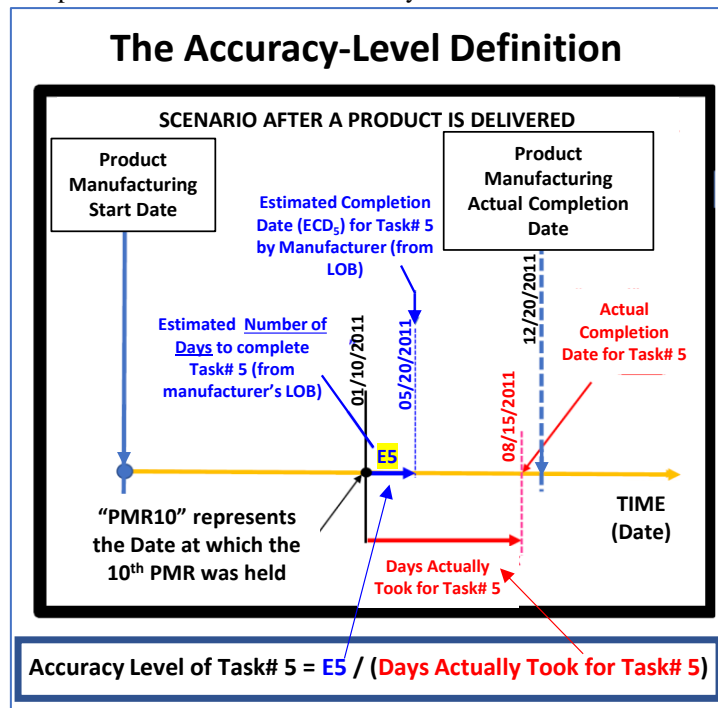 The Accuracy-Level Definition
SCENARIO AFTER A PRODUCT IS DELIVERED
Product
Manufacturing
Start Date
Estimated Completion
Date (ECD₅) for Task# 5
by Manufacturer (from
LOB)
Product
Manufacturing
Actual Completion
Date
Estimated Number of
Days to complete
Task# 5 (from
manufacturer's LOB)
01/10/2011
05/20/2011
12/20/2011
Actual
Completion
Date for Task# 5
08/15/2011
E5
"PMR10" represents
the Date at which the
10th PMR was held
TIME
(Date)
Days Actually
Took for Task# 5
Accuracy Level of Task# 5 = E5 / (Days Actually Took for Task# 5)